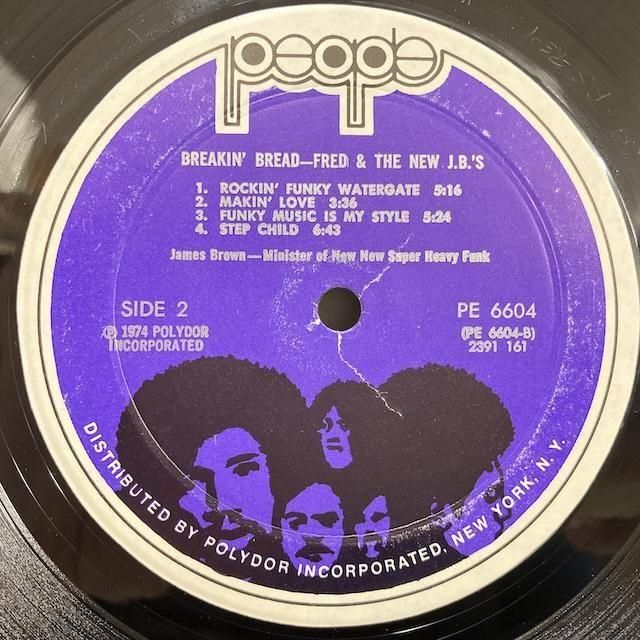 people
BREAKIN' BREAD—FRED & THE NEW J.B.'S
1. ROCKIN' FUNKY WATERGATE 5:16
2. MAKIN' LOVE 3:36
3. FUNKY MUSIC IS MY STYLE 5:24
4. STEP CHILD 6:43
James Brown—Minister of New New Super Heavy Funk
SIDE 2
℗ 1974 POLYDOR
INCORPORATED
PE 6604
(PE 6604-B)
2391 161
DISTRIBUTED BY POLYDOR INCORPORATED, NEW YORK, N. Y.